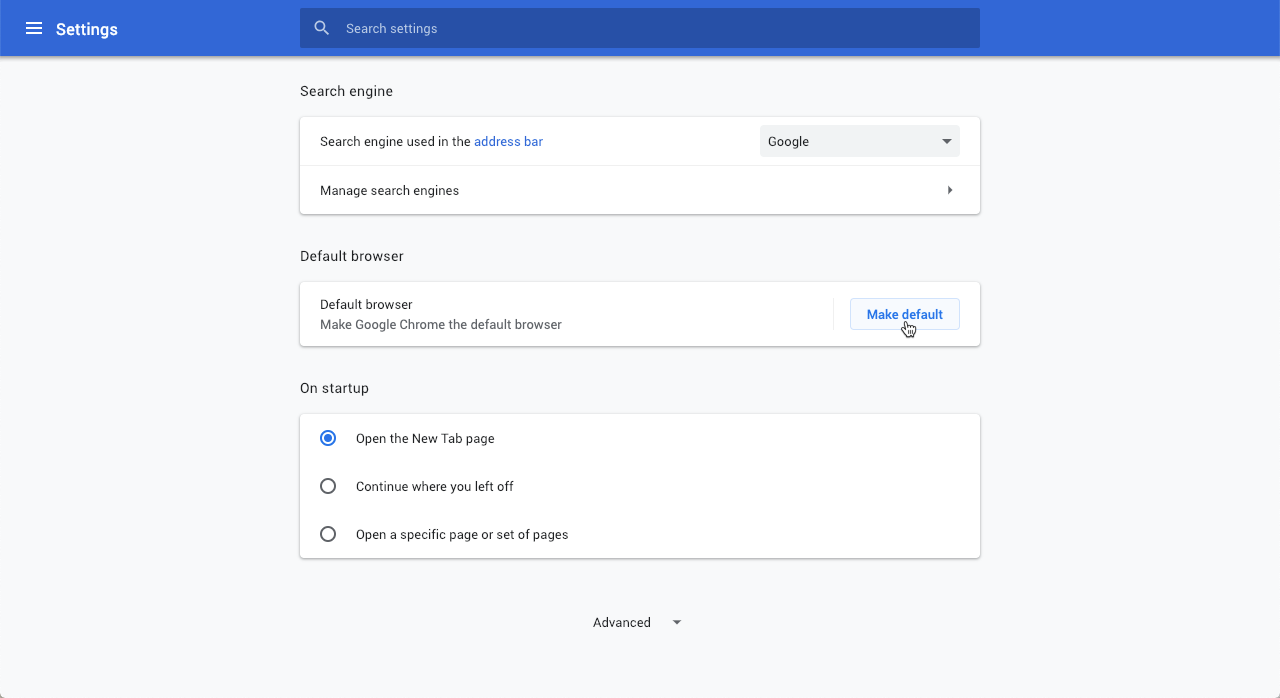 Settings
Search settings
Search engine
Search engine used in the address bar
Google
Manage search engines
Default browser
Default browser
Make Google Chrome the default browser
Make default
On startup
Open the New Tab page
Continue where you left off
Open a specific page or set of pages
Advanced